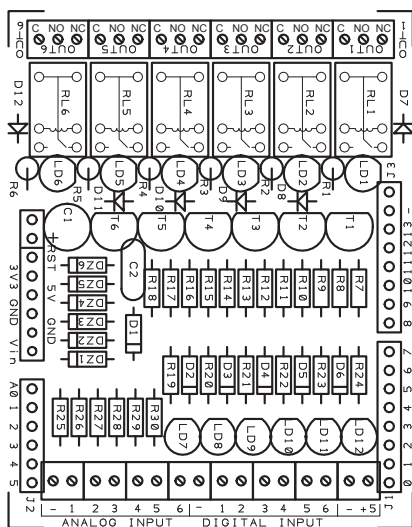 C NO NC C NO NC C NO NC C NO NC C NO NC C NO NC
OUT6 OUT5 OUT4 OUT3 OUT2 OUT1
D12 RL6 RL5 RL4 RL3 RL2 RL1 D7
LD6 LD5 LD4 LD3 LD2 LD1 J3
R6 R5 R4 R3 R2 R1
D11 D10 D9 D8
C1 T6 T5 T4 T3 T2 T1
+
RST 3V3 5V GND GND Vin
DZ6
DZ5
DZ4
DZ3
DZ2
DZ1
C2
D1
R18 R17 R16 R15 R14 R13 R12 R11 R10 R9 R8 R7
- 13 12 11 10 9 8
R19 D2 R20 D3 R21 D4 R22 D5 R23 D6 R24
7 6 5 4 3 2 1 0
A0 1 2 3 4 5
R25 R26 R27 R28 R29 R30
LD7 LD8 LD9 LD10 LD11 LD12
J2 J1
- 1 2 3 4 5 6 - 1 2 3 4 5 6 - +5
ANALOG INPUT DIGITAL INPUT